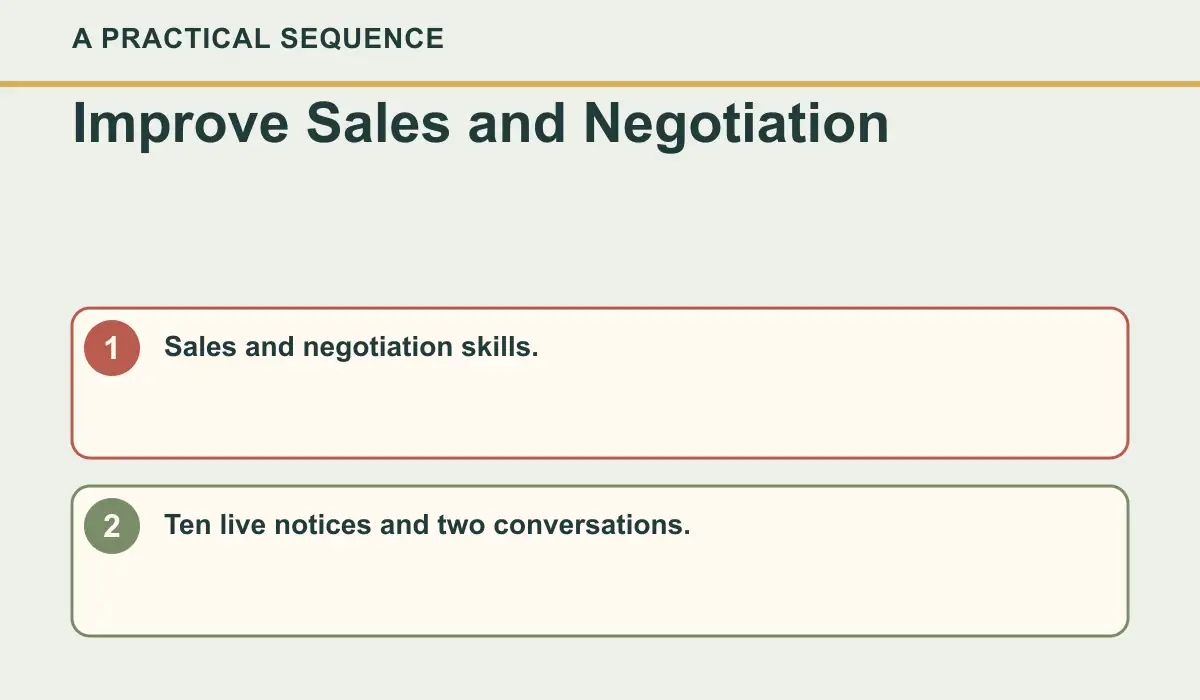 A PRACTICAL SEQUENCE
Improve Sales and Negotiation
1 Sales and negotiation skills.
2 Ten live notices and two conversations.